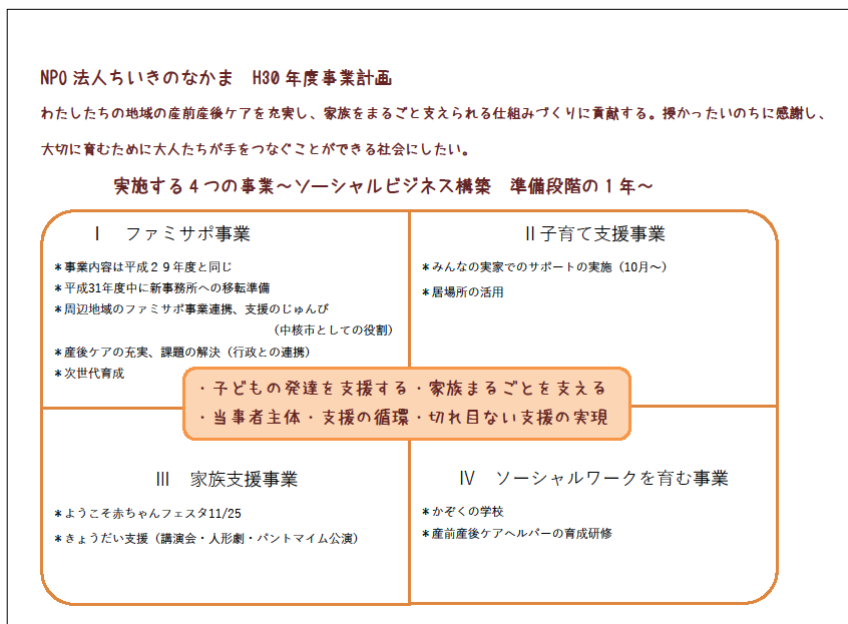 NPO法人ちいきのなかま　H30年度事業計画
わたしたちの地域の産前産後ケアを充実し、家族をまるごと支えられる仕組みづくりに貢献する。授かったいのちに感謝し、
大切に育むために大人たちが手をつなぐことができる社会にしたい。
実施する４つの事業～ソーシャルビジネス構築　準備段階の１年～
Ⅰ　ファミサポ事業
＊事業内容は平成２９年度と同じ
＊平成31年度中に新事務所への移転準備
＊周辺地域のファミサポ事業連携、支援のじゅんび
（中核市としての役割）
＊産後ケアの充実、課題の解決（行政との連携）
＊次世代育成
Ⅱ子育て支援事業
＊みんなの実家でのサポートの実施（10月～）
＊居場所の活用
・子どもの発達を支援する・家族まるごとを支える
・当事者主体・支援の循環・切れ目ない支援の実現
Ⅲ　家族支援事業
＊ようこそ赤ちゃんフェスタ11/25
＊きょうだい支援（講演会・人形劇・パントマイム公演）
Ⅳ　ソーシャルワークを育む事業
＊かぞくの学校
＊産前産後ケアヘルパーの育成研修